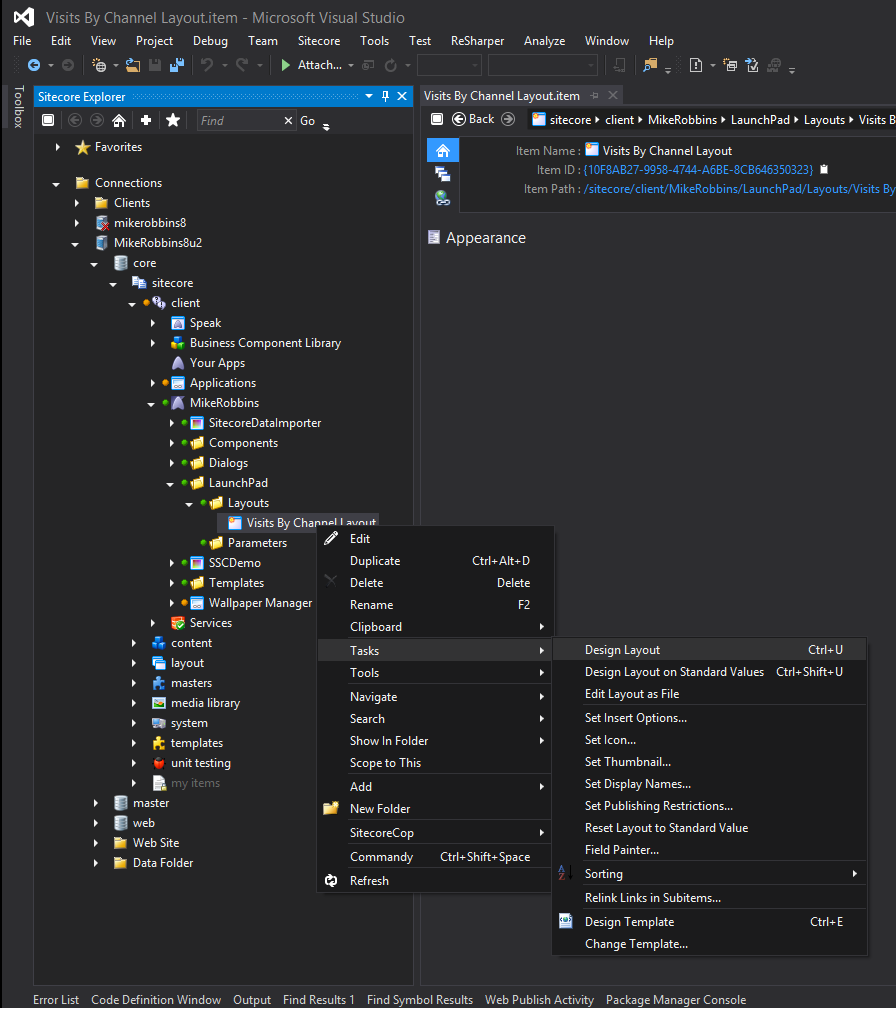 Visits By Channel Layout.item - Microsoft Visual Studio
File Edit View Project Debug Team Sitecore Tools Test ReSharper Analyze Window Help
Attach...
Toolbox
Sitecore Explorer
Find Go
Favorites
Connections
Clients
mikerobbins8
MikeRobbins8u2
core
sitecore
client
Speak
Business Component Library
Your Apps
Applications
MikeRobbins
SitecoreDataImporter
Components
Dialogs
LaunchPad
Layouts
Visits By Channel Layout
Parameters
SSCDemo
Templates
Wallpaper Manager
Services
content
layout
masters
media library
system
templates
unit testing
my items
master
web
Web Site
Data Folder
Visits By Channel Layout.item
Back sitecore client MikeRobbins LaunchPad Layouts Visits B
Item Name : Visits By Channel Layout
Item ID : {10F8AB27-9958-4744-A6BE-8CB646350323}
Item Path : /sitecore/client/MikeRobbins/LaunchPad/Layouts/Visits By
Appearance
Edit
Duplicate Ctrl+Alt+D
Delete Delete
Rename F2
Clipboard
Tasks
Tools
Navigate
Search
Show In Folder
Scope to This
Add
New Folder
SitecoreCop
Commandy Ctrl+Shift+Space
Refresh
Design Layout Ctrl+U
Design Layout on Standard Values Ctrl+Shift+U
Edit Layout as File
Set Insert Options...
Set Icon...
Set Thumbnail...
Set Display Names...
Set Publishing Restrictions...
Reset Layout to Standard Value
Field Painter...
Sorting
Relink Links in Subitems...
Design Template Ctrl+E
Change Template...
Error List Code Definition Window Output Find Results 1 Find Symbol Results Web Publish Activity Package Manager Console